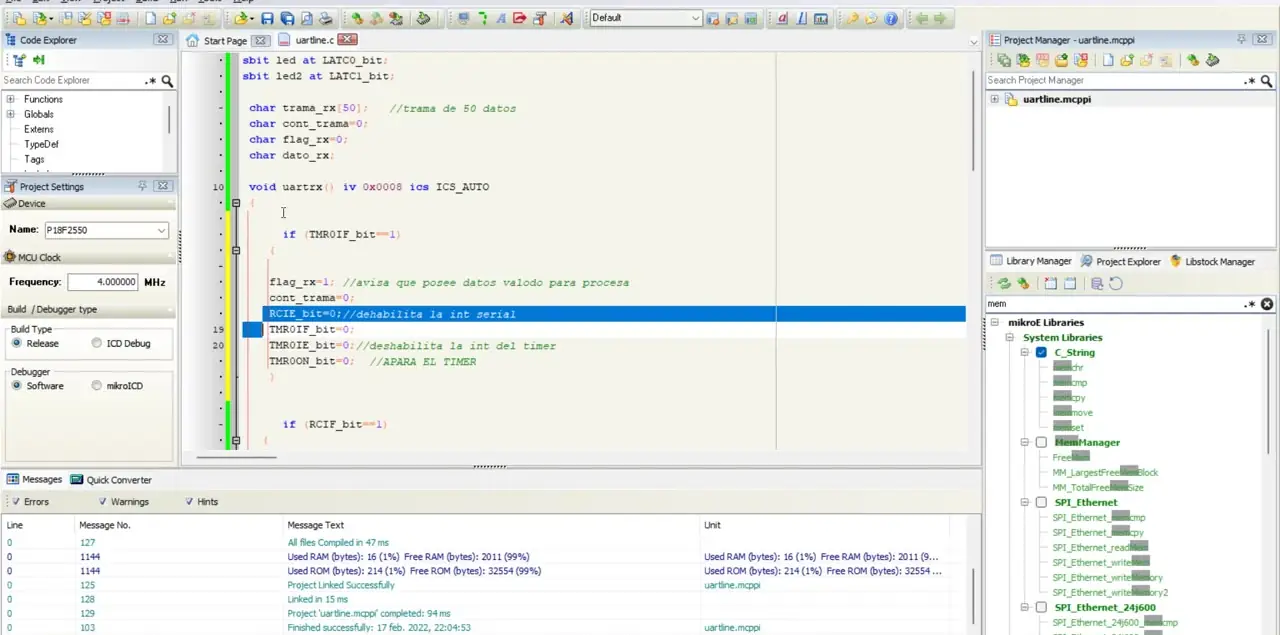 Default
Code Explorer
Start Page
uartline.c
Search Code Explorer
Functions
Globals
Externs
TypeDef
Tags
Project Settings
Device
Name: P18F2550
MCU Clock
Frequency: 4.000000 MHz
Build / Debugger type
Build Type
Release ICD Debug
Debugger
Software mikroICD
sbit led at LATC0_bit;
sbit led2 at LATC1_bit;
char trama_rx[50]; //trama de 50 datos
char cont_trama=0;
char flag_rx=0;
char dato_rx;
10 void uartrx() iv 0x0008 ics ICS_AUTO
{
if (TMR0IF_bit==1)
{
flag_rx=1; //avisa que posee datos valodo para procesa
cont_trama=0;
RCIE_bit=0;//dehabilita la int serial
19 TMR0IF_bit=0;
20 TMR0IE_bit=0;//deshabilita la int del timer
TMR0ON_bit=0; //APARA EL TIMER
}
if (RCIF_bit==1)
{
Project Manager - uartline.mcppi
Search Project Manager
uartline.mcppi
Library Manager Project Explorer Libstock Manager
mem
mikroE Libraries
System Libraries
C_String
MemManager
MM_LargestFreeMemBlock
MM_TotalFreeMemSize
SPI_Ethernet
SPI_Ethernet_memcmp
SPI_Ethernet_memcpy
SPI_Ethernet_readMem
SPI_Ethernet_writeMem
SPI_Ethernet_writeMemory
SPI_Ethernet_writeMemory2
SPI_Ethernet_24j600
SPI_Ethernet_24j600_memcmp
Messages Quick Converter
Errors Warnings Hints
Line Message No. Message Text Unit
0 127 All files Compiled in 47 ms
0 1144 Used RAM (bytes): 16 (1%) Free RAM (bytes): 2011 (99%) Used RAM (bytes): 16 (1%) Free RAM (bytes): 2011 (9...
0 1144 Used ROM (bytes): 214 (1%) Free ROM (bytes): 32554 (99%) Used ROM (bytes): 214 (1%) Free ROM (bytes): 32554 ...
0 125 Project Linked Successfully uartline.mcppi
0 128 Linked in 15 ms
0 129 Project 'uartline.mcppi' completed: 94 ms
0 103 Finished successfully: 17 feb. 2022, 22:04:53 uartline.mcppi